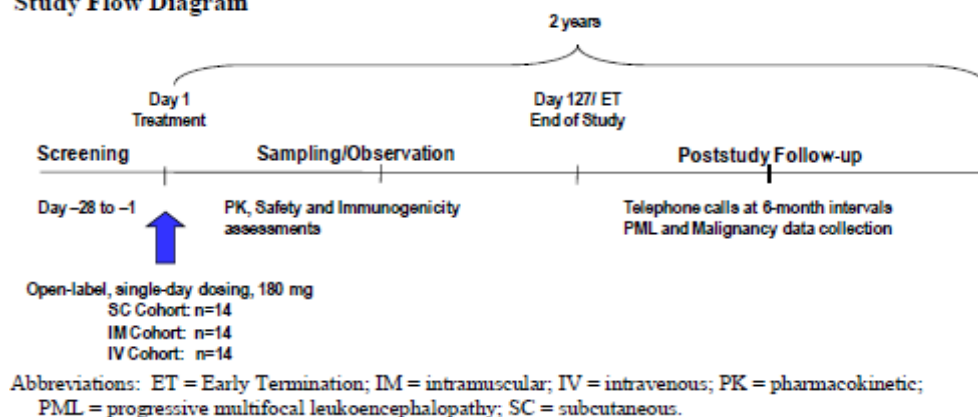 Study Flow Diagram
2 years
Day 1
Treatment
Day 127/ ET
End of Study
Screening
Sampling/Observation
Poststudy Follow-up
Day –28 to –1
PK, Safety and Immunogenicity
assessments
Telephone calls at 6-month intervals
PML and Malignancy data collection
Open-label, single-day dosing, 180 mg
SC Cohort: n=14
IM Cohort: n=14
IV Cohort: n=14
Abbreviations: ET = Early Termination; IM = intramuscular; IV = intravenous; PK = pharmacokinetic;
PML = progressive multifocal leukoencephalopathy; SC = subcutaneous.